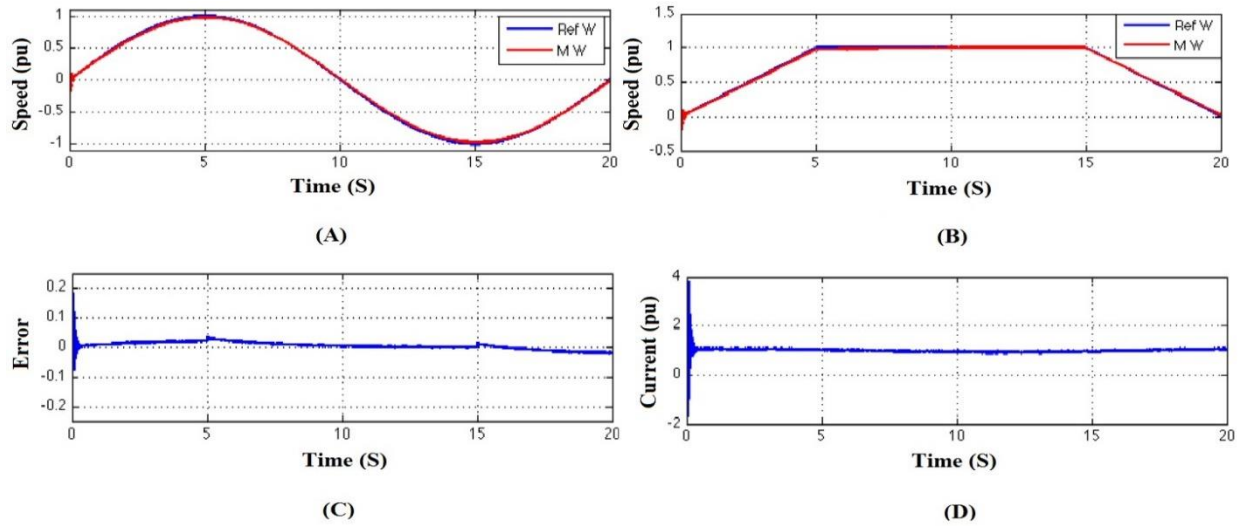 Speed (pu)
1
0.5
0
-0.5
-1
Ref W
M W
0 5 10 15 20
Time (S)
(A)
Speed (pu)
1.5
1
0.5
0
-0.5
Ref W
M W
0 5 10 15 20
Time (S)
(B)
Error
0.2
0.1
0
-0.1
-0.2
0 5 10 15 20
Time (S)
(C)
Current (pu)
4
2
0
-2
0 5 10 15 20
Time (S)
(D)